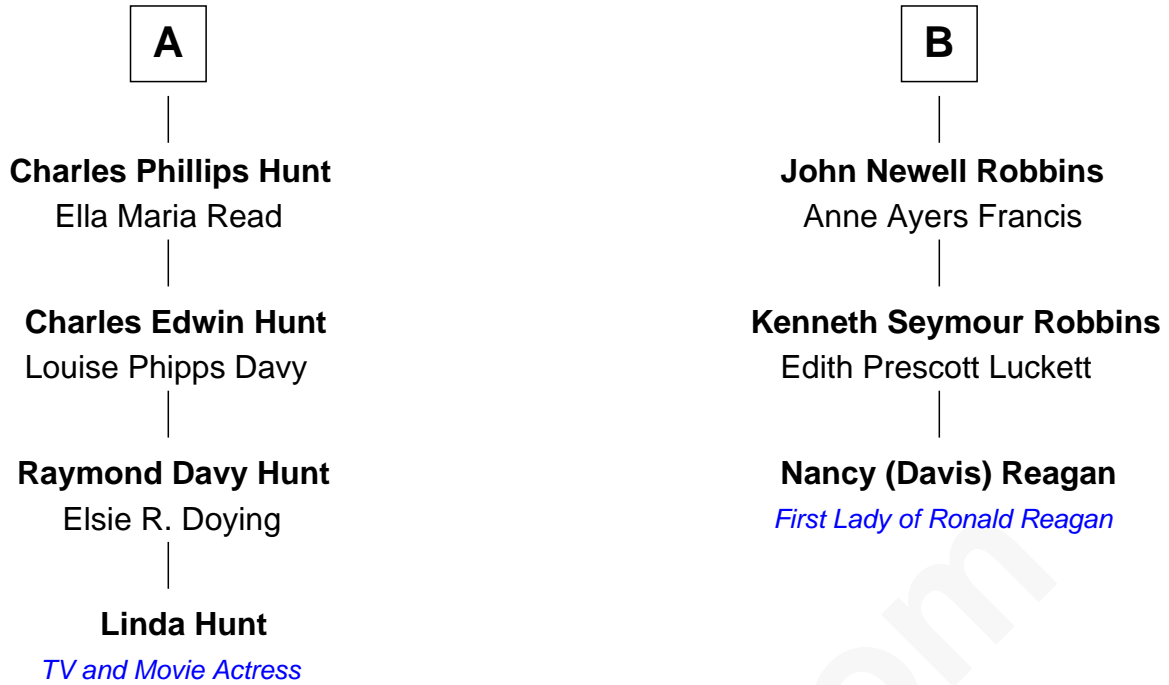 A
Charles Phillips Hunt
Ella Maria Read
Charles Edwin Hunt
Louise Phipps Davy
Raymond Davy Hunt
Elsie R. Doying
Linda Hunt
TV and Movie Actress
B
John Newell Robbins
Anne Ayers Francis
Kenneth Seymour Robbins
Edith Prescott Luckett
Nancy (Davis) Reagan
First Lady of Ronald Reagan
om